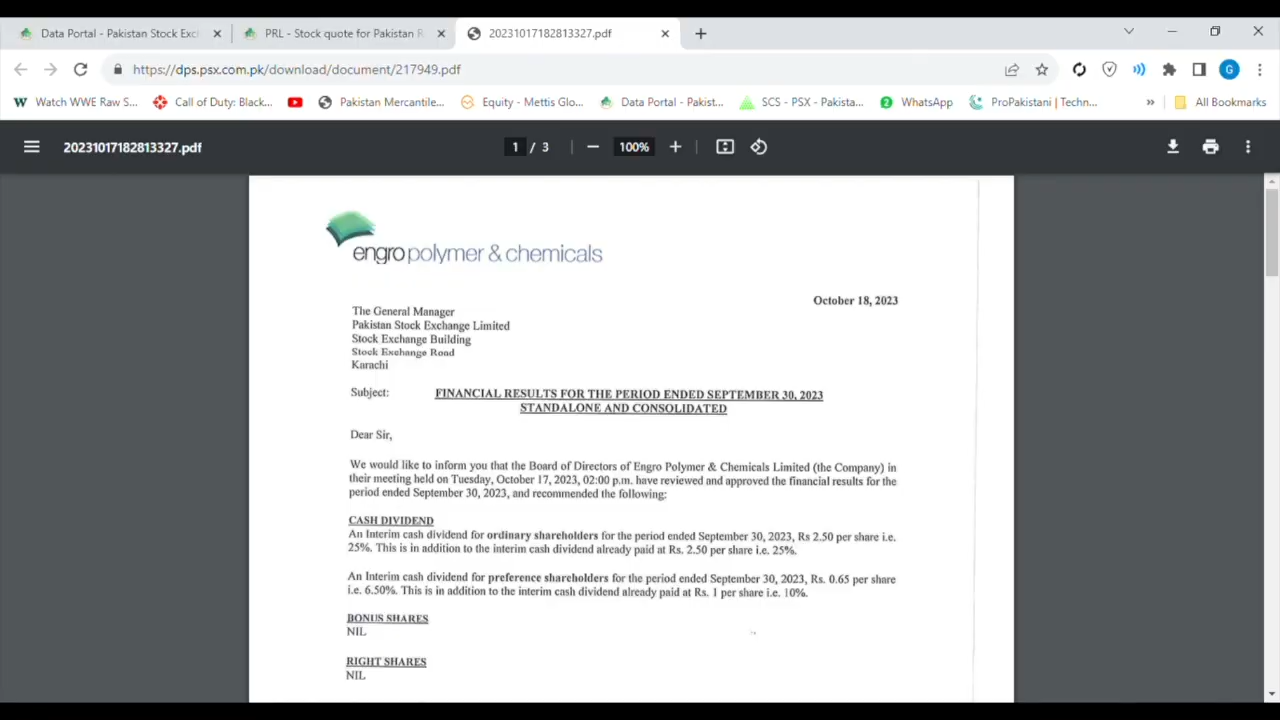 Data Portal - Pakistan Stock Exc
PRL - Stock quote for Pakistan R
20231017182813327.pdf
https://dps.psx.com.pk/download/document/217949.pdf
G
Watch WWE Raw S...
Call of Duty: Black...
Pakistan Mercantile...
Equity - Mettis Glo...
Data Portal - Pakist...
SCS - PSX - Pakista...
2 WhatsApp
ProPakistani | Techn...
» All Bookmarks
20231017182813327.pdf
1 / 3
100%
engro polymer & chemicals
October 18, 2023
The General Manager
Pakistan Stock Exchange Limited
Stock Exchange Building
Stock Exchange Road
Karachi
Subject: FINANCIAL RESULTS FOR THE PERIOD ENDED SEPTEMBER 30, 2023
STANDALONE AND CONSOLIDATED
Dear Sir,
We would like to inform you that the Board of Directors of Engro Polymer & Chemicals Limited (the Company) in
their meeting held on Tuesday, October 17, 2023, 02:00 p.m. have reviewed and approved the financial results for the
period ended September 30, 2023, and recommended the following:
CASH DIVIDEND
An Interim cash dividend for ordinary shareholders for the period ended September 30, 2023, Rs 2.50 per share i.e.
25%. This is in addition to the interim cash dividend already paid at Rs. 2.50 per share i.e. 25%.
An Interim cash dividend for preference shareholders for the period ended September 30, 2023, Rs. 0.65 per share
i.e. 6.50%. This is in addition to the interim cash dividend already paid at Rs. 1 per share i.e. 10%.
BONUS SHARES
NIL
RIGHT SHARES
NIL